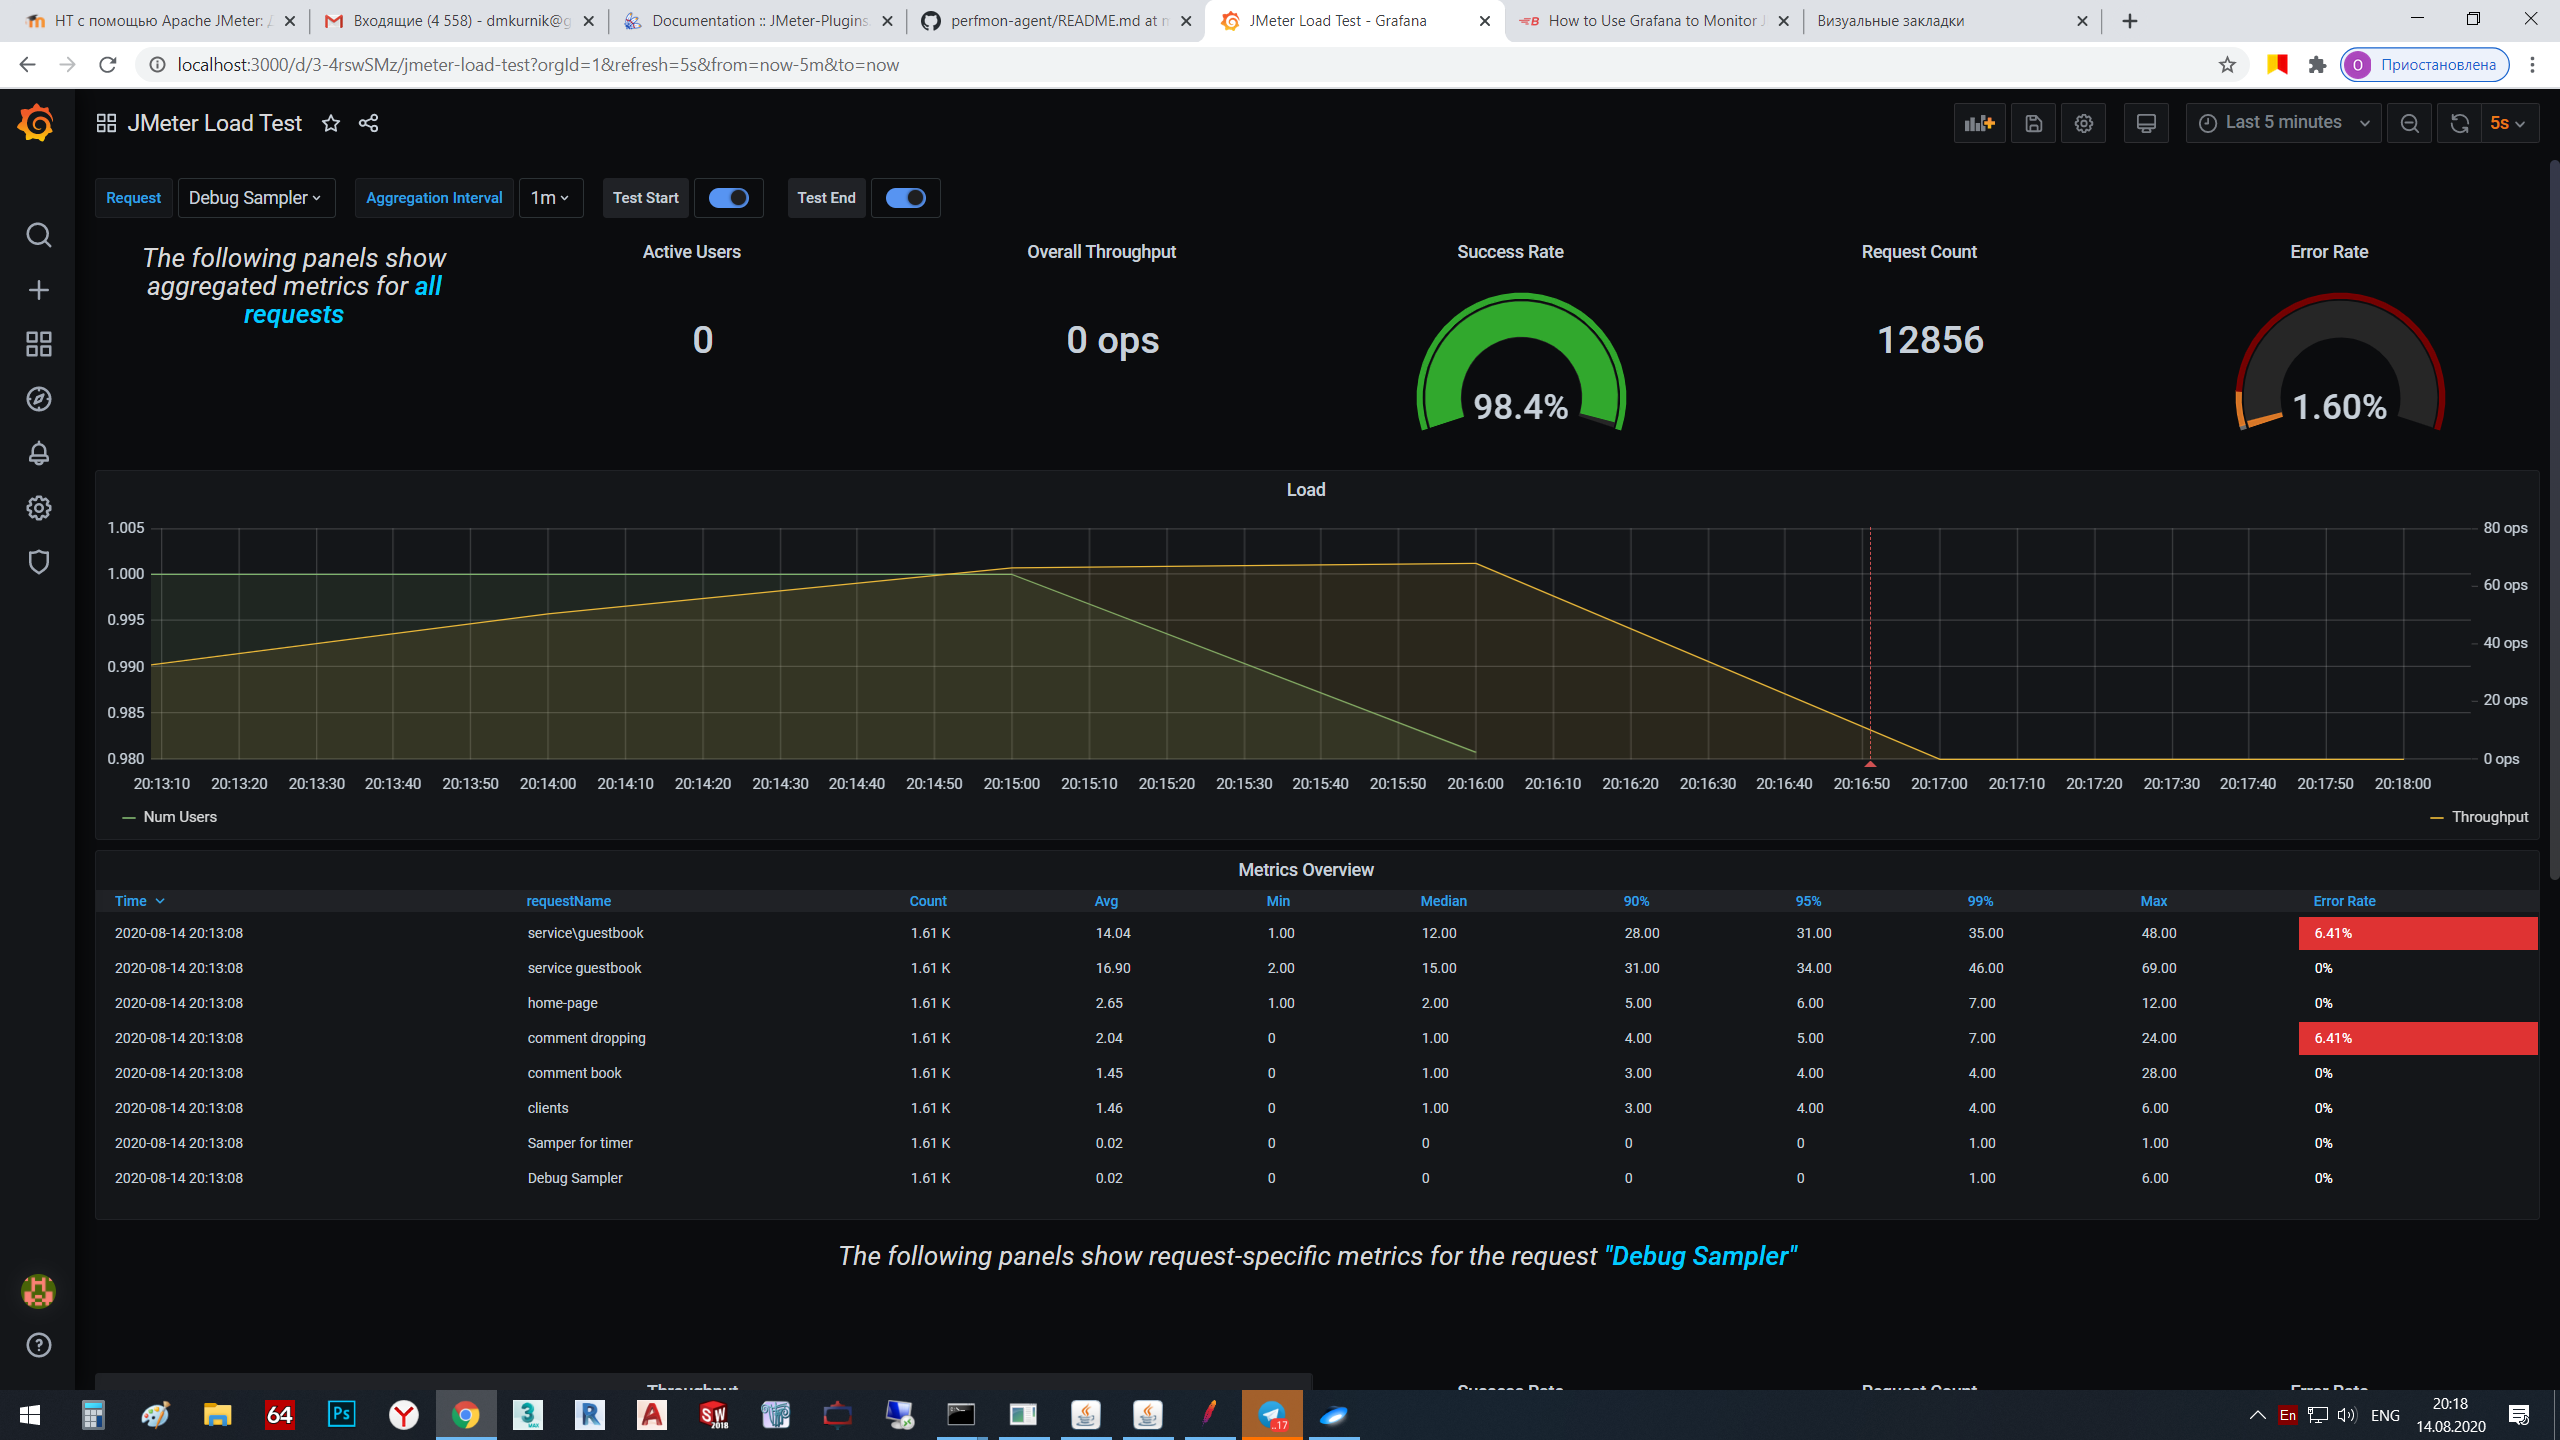 НТ с помощью Apache JMeter: Д
Входящие (4 558) - dmkurnik@g
Documentation :: JMeter-Plugins.
perfmon-agent/README.md at m
JMeter Load Test - Grafana
How to Use Grafana to Monitor J
Визуальные закладки
localhost:3000/d/3-4rswSMz/jmeter-load-test?orgId=1&refresh=5s&from=now-5m&to=now
О Приостановлена
JMeter Load Test
Last 5 minutes
5s
Request Debug Sampler Aggregation Interval 1m Test Start Test End
The following panels show
aggregated metrics for all
requests
Active Users
0
Overall Throughput
0 ops
Success Rate
98.4%
Request Count
12856
Error Rate
1.60%
Load
1.005 80 ops
1.000 60 ops
0.995
0.990 40 ops
0.985 20 ops
0.980 0 ops
20:13:10 20:13:20 20:13:30 20:13:40 20:13:50 20:14:00 20:14:10 20:14:20 20:14:30 20:14:40 20:14:50 20:15:00 20:15:10 20:15:20 20:15:30 20:15:40 20:15:50 20:16:00 20:16:10 20:16:20 20:16:30 20:16:40 20:16:50 20:17:00 20:17:10 20:17:20 20:17:30 20:17:40 20:17:50 20:18:00
Num Users Throughput
Metrics Overview
Time requestName Count Avg Min Median 90% 95% 99% Max Error Rate
2020-08-14 20:13:08 service\guestbook 1.61 K 14.04 1.00 12.00 28.00 31.00 35.00 48.00 6.41%
2020-08-14 20:13:08 service guestbook 1.61 K 16.90 2.00 15.00 31.00 34.00 46.00 69.00 0%
2020-08-14 20:13:08 home-page 1.61 K 2.65 1.00 2.00 5.00 6.00 7.00 12.00 0%
2020-08-14 20:13:08 comment dropping 1.61 K 2.04 0 1.00 4.00 5.00 7.00 24.00 6.41%
2020-08-14 20:13:08 comment book 1.61 K 1.45 0 1.00 3.00 4.00 4.00 28.00 0%
2020-08-14 20:13:08 clients 1.61 K 1.46 0 1.00 3.00 4.00 4.00 6.00 0%
2020-08-14 20:13:08 Samper for timer 1.61 K 0.02 0 0 0 0 1.00 1.00 0%
2020-08-14 20:13:08 Debug Sampler 1.61 K 0.02 0 0 0 0 1.00 6.00 0%
The following panels show request-specific metrics for the request "Debug Sampler"
Throughput Success Rate Request Count Error Rate
64 Ps Y 3 MAX R A SW 2018 ..17
En ENG
20:18
14.08.2020